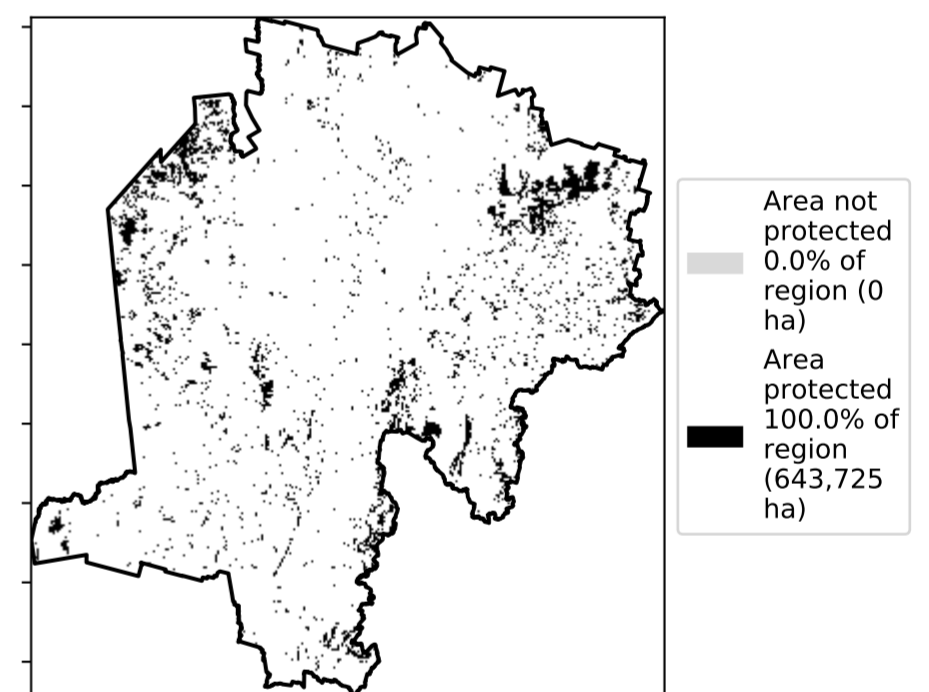 Area not
protected
0.0% of
region (0
ha)
Area
protected
100.0% of
region
(643,725
ha)